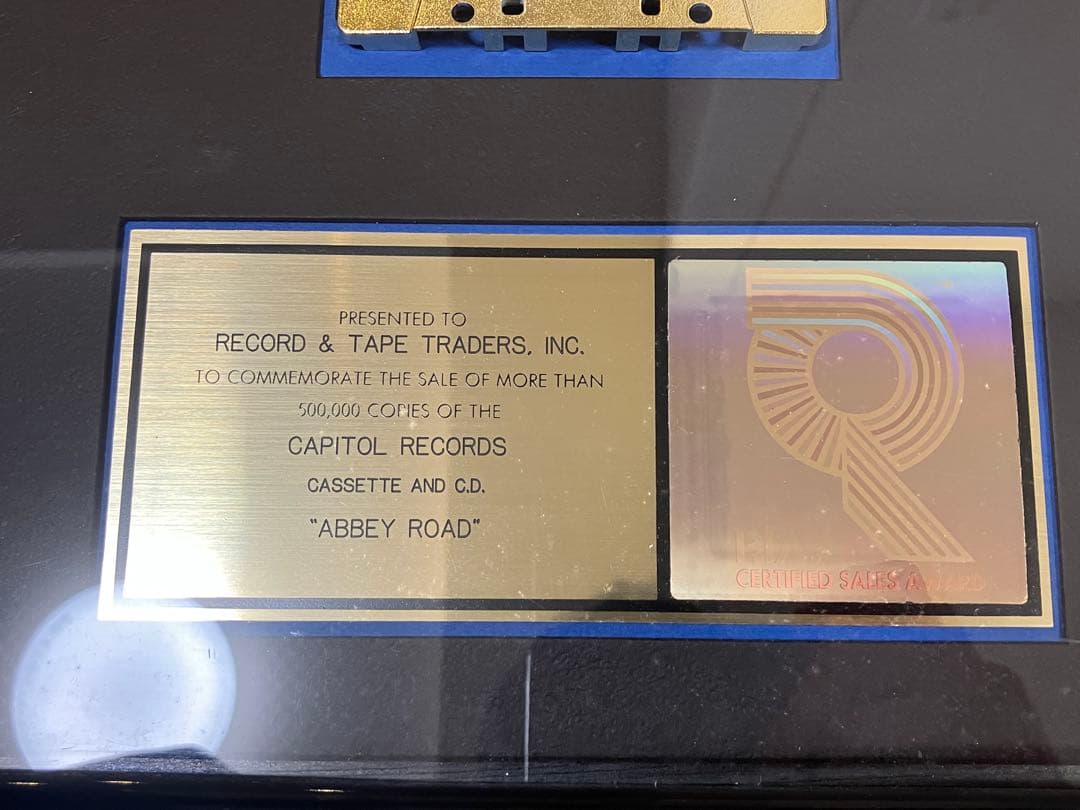 PRESENTED TO
RECORD & TAPE TRADERS, INC.
TO COMMEMORATE THE SALE OF MORE THAN
500,000 COPIES OF THE
CAPITOL RECORDS
CASSETTE AND C.D.
"ABBEY ROAD"
R
CERTIFIED SALES AWARD